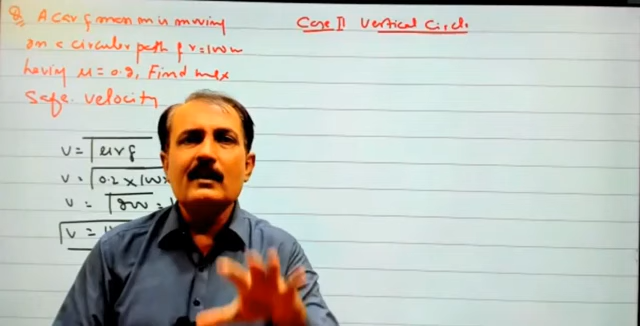 Q. A car of mass m is moving
on a circular path of r = 100 m
having μ = 0.2, Find max
Safe velocity
v = √μrg
v = √0.2 × 100 ×
v = √200 =
v =
Case II Vertical Circle